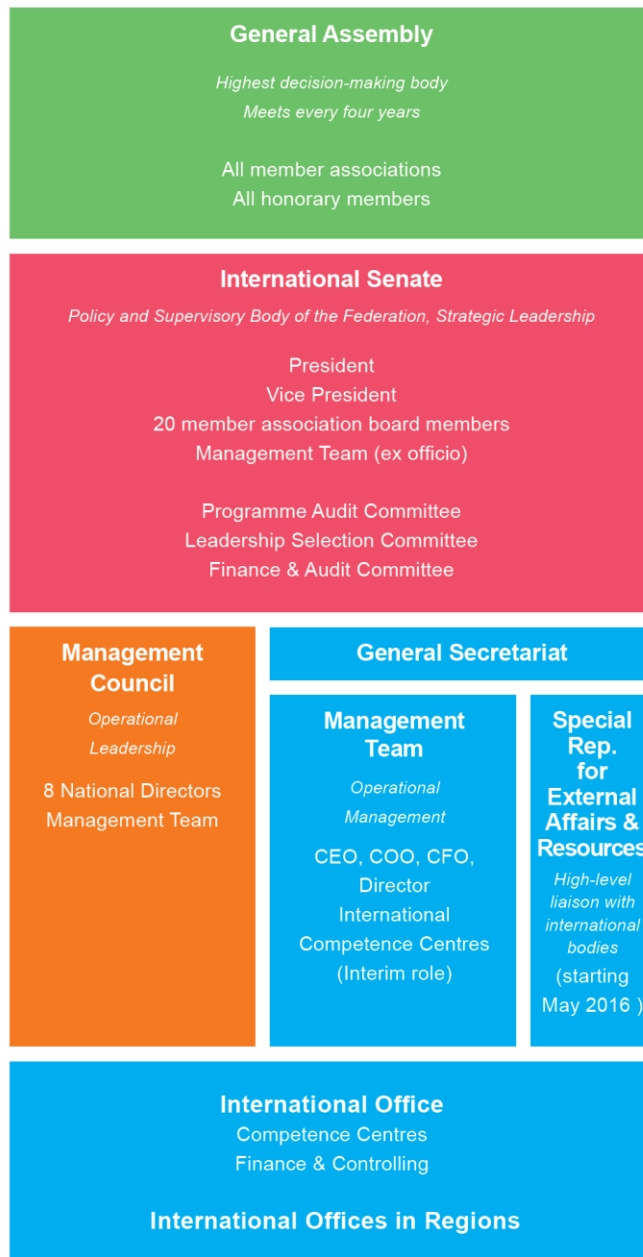 General Assembly
Highest decision-making body
Meets every four years
All member associations
All honorary members
International Senate
Policy and Supervisory Body of the Federation, Strategic Leadership
President
Vice President
20 member association board members
Management Team (ex officio)
Programme Audit Committee
Leadership Selection Committee
Finance & Audit Committee
Management
Council
Operational
Leadership
8 National Directors
Management Team
General Secretariat
Management
Team
Operational
Management
CEO, COO, CFO,
Director
International
Competence Centres
(Interim role)
Special
Rep.
for
External
Affairs &
Resources
High-level
liaison with
international
bodies
(starting
May 2016 )
International Office
Competence Centres
Finance & Controlling
International Offices in Regions